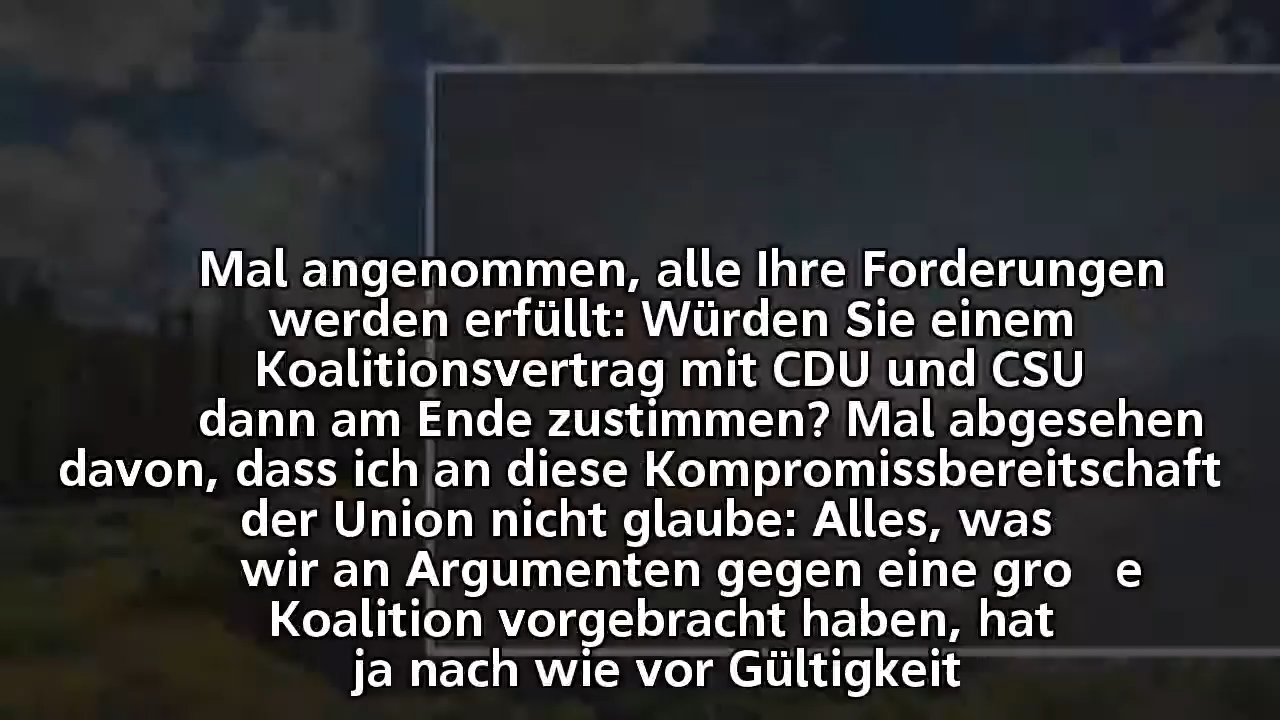 Mal angenommen, alle Ihre Forderungen
werden erfüllt: Würden Sie einem
Koalitionsvertrag mit CDU und CSU
dann am Ende zustimmen? Mal abgesehen
davon, dass ich an diese Kompromissbereitschaft
der Union nicht glaube: Alles, was
wir an Argumenten gegen eine gro e
Koalition vorgebracht haben, hat
ja nach wie vor Gültigkeit